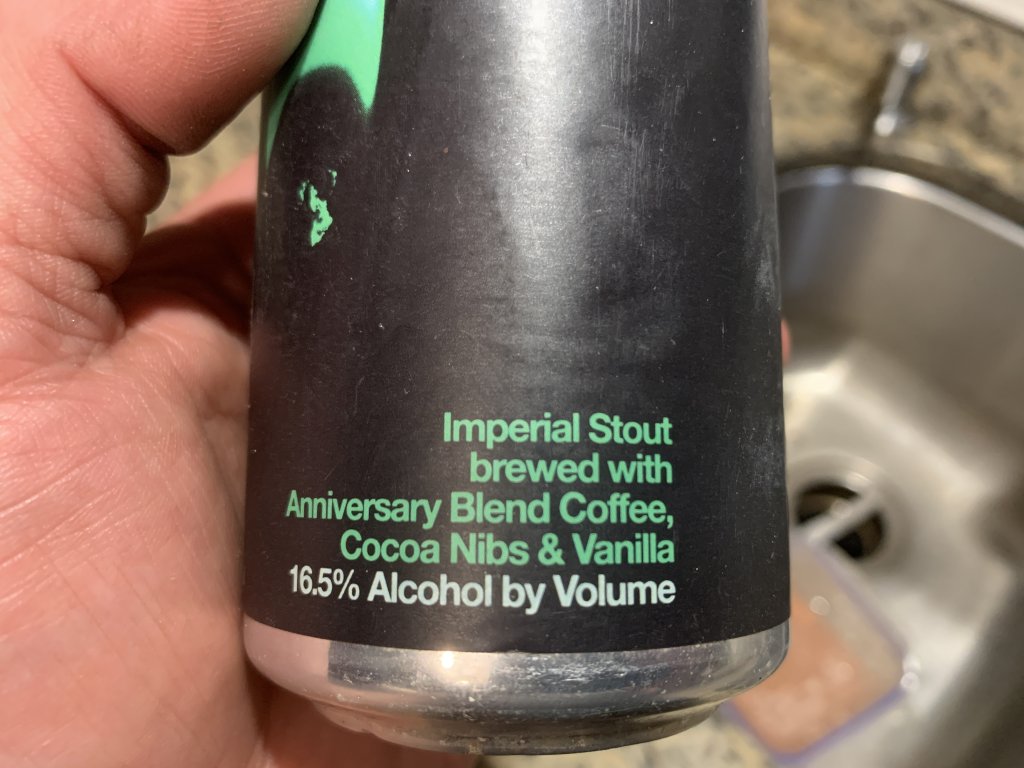 Imperial Stout
brewed with
Anniversary Blend Coffee,
Cocoa Nibs & Vanilla
16.5% Alcohol by Volume